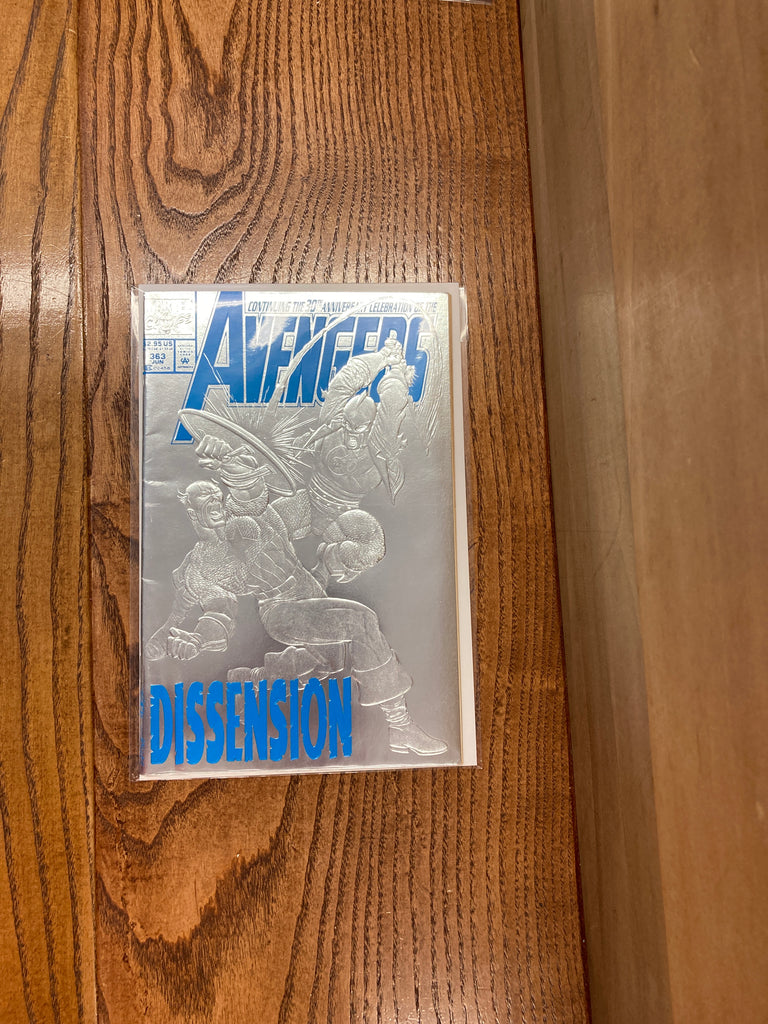 CONTINUING THE 30th ANNIVERSARY CELEBRATION OF THE
AVENGERS
$2.95 US
363
JUN
DISSENSION